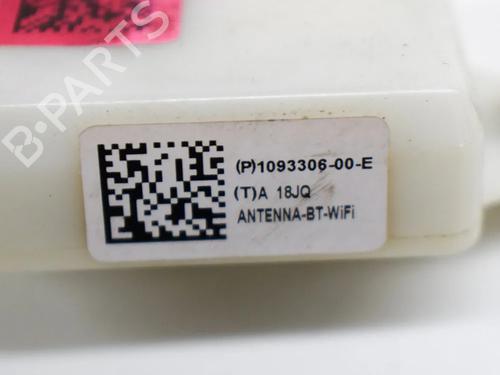 B-PARTS
(P)1093306-00-E
(T)A 18JQ
ANTENNA-BT-WiFi